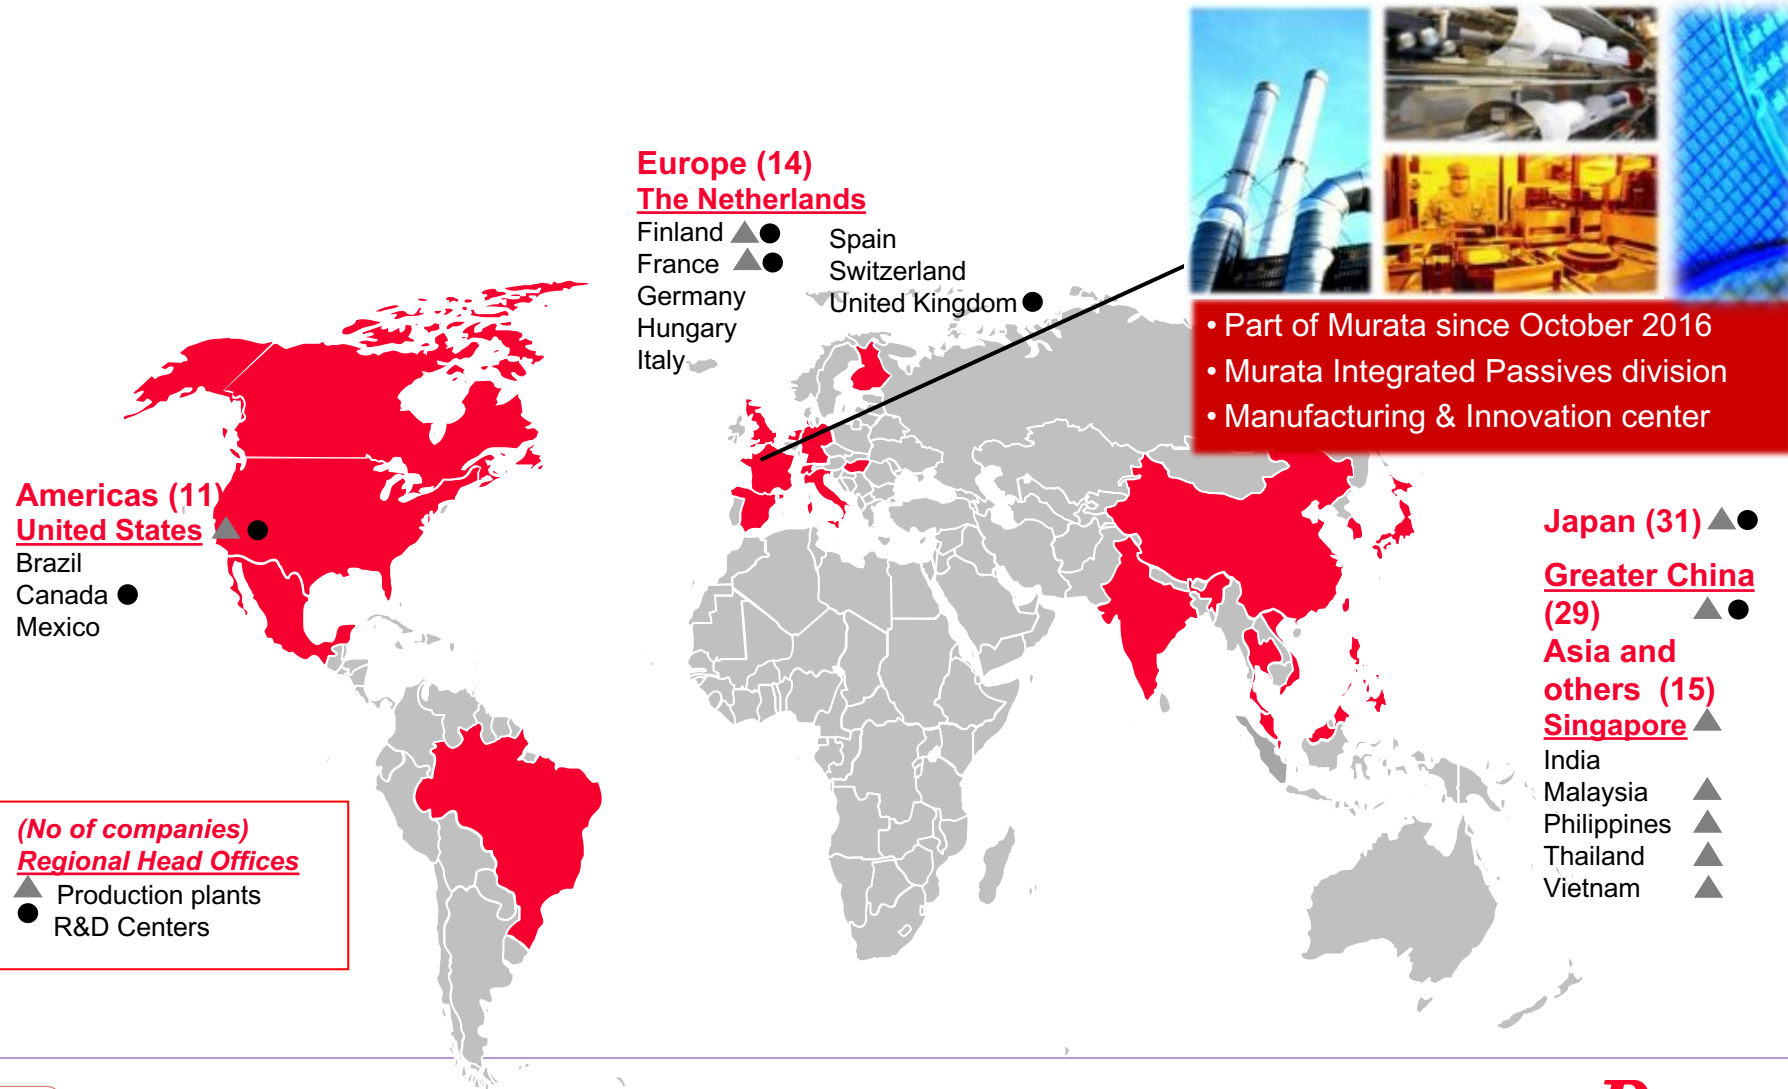 Europe (14)
The Netherlands
Finland
France
Germany
Hungary
Italy
Spain
Switzerland
United Kingdom
• Part of Murata since October 2016
• Murata Integrated Passives division
• Manufacturing & Innovation center
Americas (11)
United States
Brazil
Canada
Mexico
Japan (31)
Greater China
(29)
Asia and
others (15)
Singapore
India
Malaysia
Philippines
Thailand
Vietnam
(No of companies)
Regional Head Offices
Production plants
R&D Centers